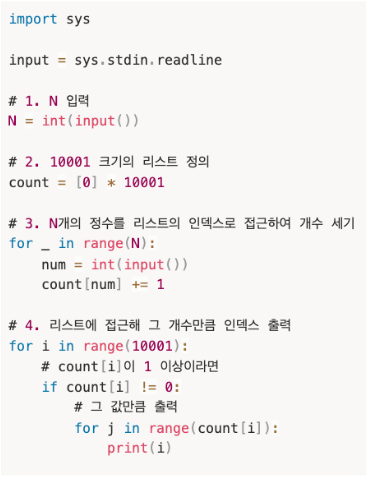 import sys

input = sys.stdin.readline

# 1. N 입력
N = int(input())

# 2. 10001 크기의 리스트 정의
count = [0] * 10001

# 3. N개의 정수를 리스트의 인덱스로 접근하여 개수 세기
for _ in range(N):
    num = int(input())
    count[num] += 1

# 4. 리스트에 접근해 그 개수만큼 인덱스 출력
for i in range(10001):
    # count[i]이 1 이상이라면
    if count[i] != 0:
        # 그 값만큼 출력
        for j in range(count[i]):
            print(i)